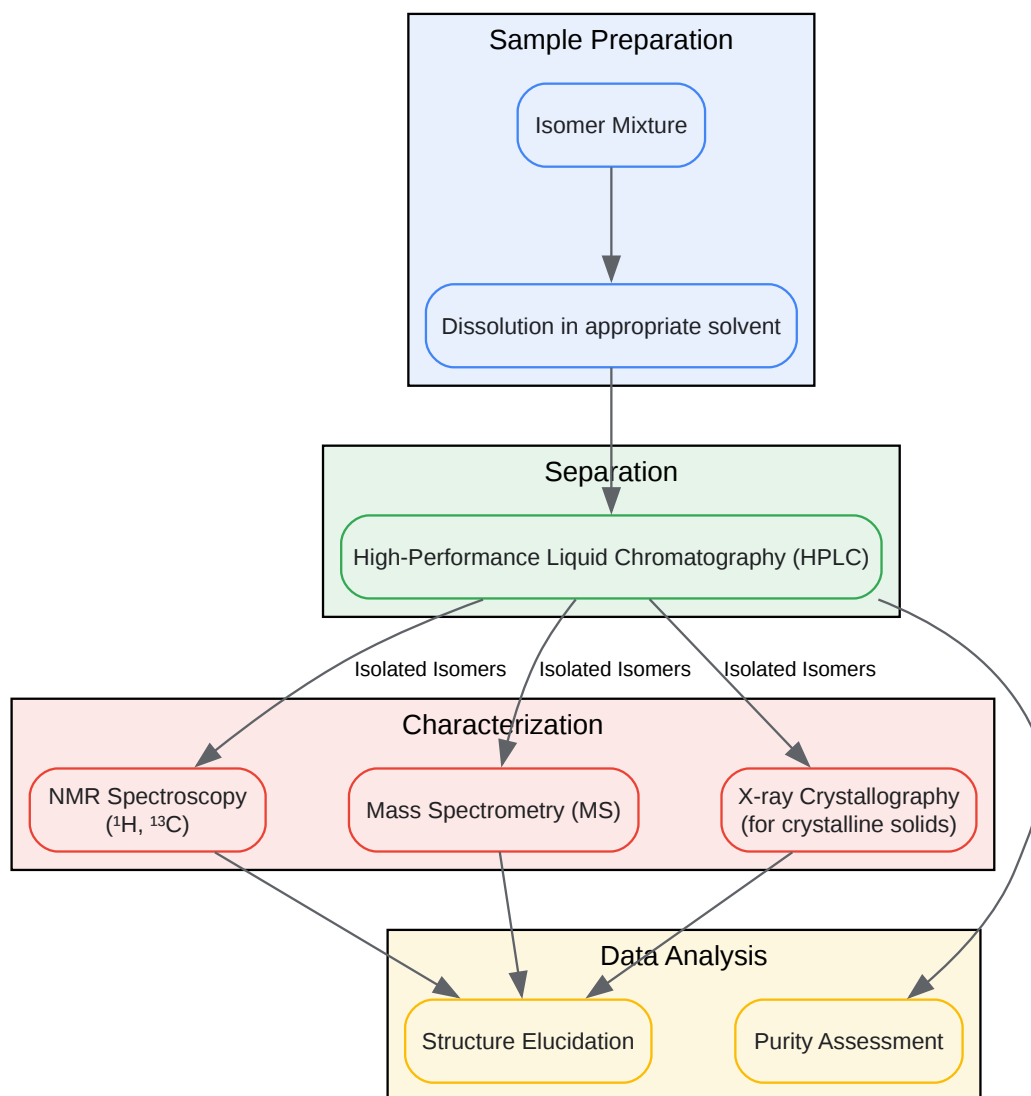 Sample Preparation
Isomer Mixture
Dissolution in appropriate solvent
Separation
High-Performance Liquid Chromatography (HPLC)
Isolated Isomers
Isolated Isomers
Isolated Isomers
Characterization
NMR Spectroscopy
(¹H, ¹³C)
Mass Spectrometry (MS)
X-ray Crystallography
(for crystalline solids)
Data Analysis
Structure Elucidation
Purity Assessment